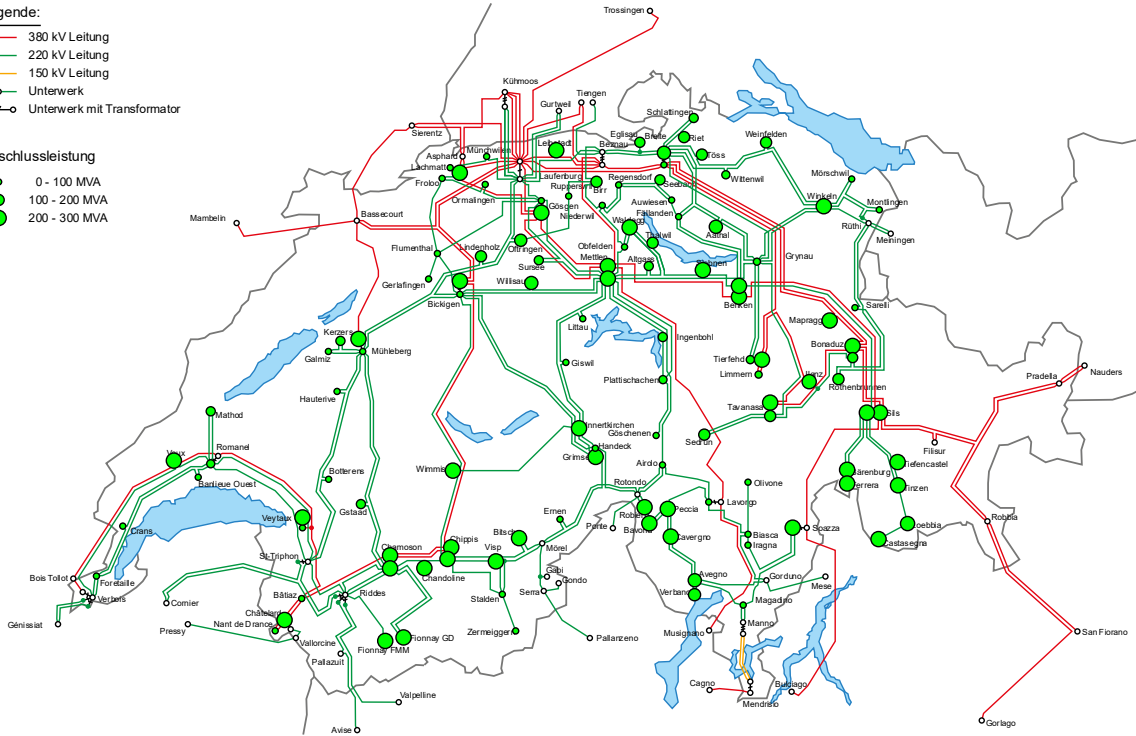 gende:
380 kV Leitung
220 kV Leitung
150 kV Leitung
Unterwerk
Unterwerk mit Transformator
schlussleistung
0 - 100 MVA
100 - 200 MVA
200 - 300 MVA
Trossingen
Kühmoos
Tiengen
Gurtweil
Sierentz
Schlattingen
Eglisau
Breite
Riet
Weinfelden
Beznau
Leibstadt
Asphard
Münchwilen
Lachmatt
Töss
Froloo
Laufenburg
Rupperswil
Birr
Regensdorf
Seebach
Wittenwil
Mörschwil
Ormalingen
Gösgen
Niederwil
Auwiesen
Fällanden
Winkeln
Montlingen
Mambelin
Bassecourt
Waldegg
Aathal
Rüthi
Meiningen
Flumenthal
Lindenholz
Oftringen
Obfelden
Thalwil
Mettlen
Altgass
Grynau
Sursee
Gerlafingen
Willisau
Bickigen
Benken
Sarelli
Littau
Mapragg
Kerzers
Galmiz
Mühleberg
Ingenbohl
Bonaduz
Giswil
Tierfehd
Limmern
Plattischachen
Ilanz
Rothenbrunnen
Pradella
Nauders
Hauterive
Tavanasa
Mathod
Innertkirchen
Göschenen
Sils
Sedrun
Romanel
Handeck
Grimsel
Filisur
Airolo
Wimmis
Bärenburg
Tiefencastel
Banlieue Ouest
Botterens
Rotondo
Olivone
Ferrera
Tinzen
Gstaad
Lavorgo
Veytaux
Ernen
Robiei
Peccia
Ponte
Bavona
Soazza
Löbbia
Robbia
Crans
Bitsch
Cavergno
Biasca
Iragna
Castasegna
Chippis
Visp
Mörel
St-Triphon
Chamoson
Chandoline
Gabi
Gondo
Avegno
Gorduno
Mese
Bois Tollot
Foretaille
Verbois
Riddes
Stalden
Serra
Verbano
Magadino
Cornier
Bâtiaz
Châtelard
Nant de Drance
Génissiat
Pressy
Vallorcine
Fionnay GD
Fionnay FMM
Zermeiggern
Pallanzeno
Musignano
Manno
San Fiorano
Pallazuit
Valpelline
Cagno
Mendrisio
Bulciago
Gorlago
Avise